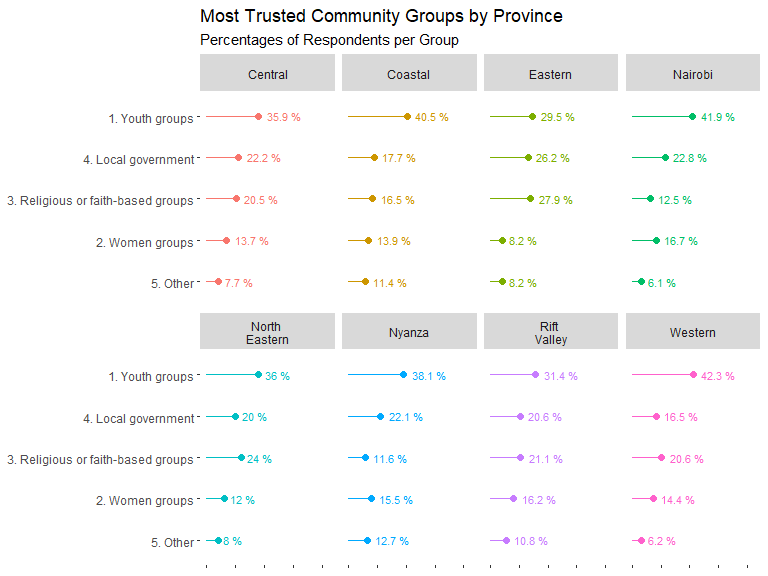 Most Trusted Community Groups by Province
Percentages of Respondents per Group
Central Coastal Eastern Nairobi
1. Youth groups 35.9 % 40.5 % 29.5 % 41.9 %
4. Local government 22.2 % 17.7 % 26.2 % 22.8 %
3. Religious or faith-based groups 20.5 % 16.5 % 27.9 % 12.5 %
2. Women groups 13.7 % 13.9 % 8.2 % 16.7 %
5. Other 7.7 % 11.4 % 8.2 % 6.1 %
North Eastern Nyanza Rift Valley Western
1. Youth groups 36 % 38.1 % 31.4 % 42.3 %
4. Local government 20 % 22.1 % 20.6 % 16.5 %
3. Religious or faith-based groups 24 % 11.6 % 21.1 % 20.6 %
2. Women groups 12 % 15.5 % 16.2 % 14.4 %
5. Other 8 % 12.7 % 10.8 % 6.2 %